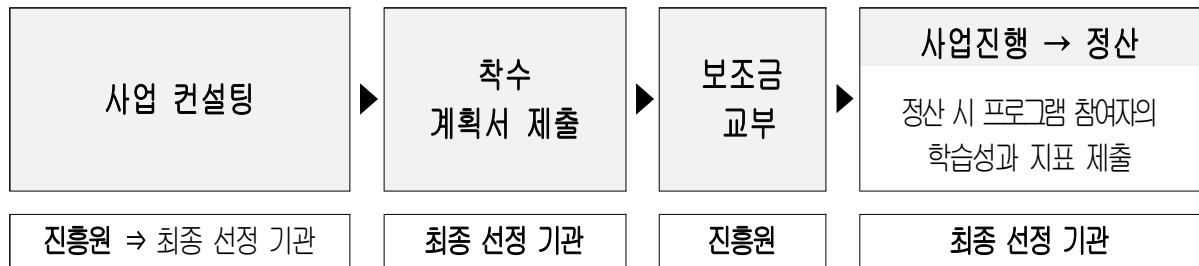 사업 컨설팅
착수
계획서 제출
보조금
교부
사업진행 → 정산
정산 시 프로그램 참여자의
학습성과 지표 제출
진흥원 ⇒ 최종 선정 기관
최종 선정 기관
진흥원
최종 선정 기관